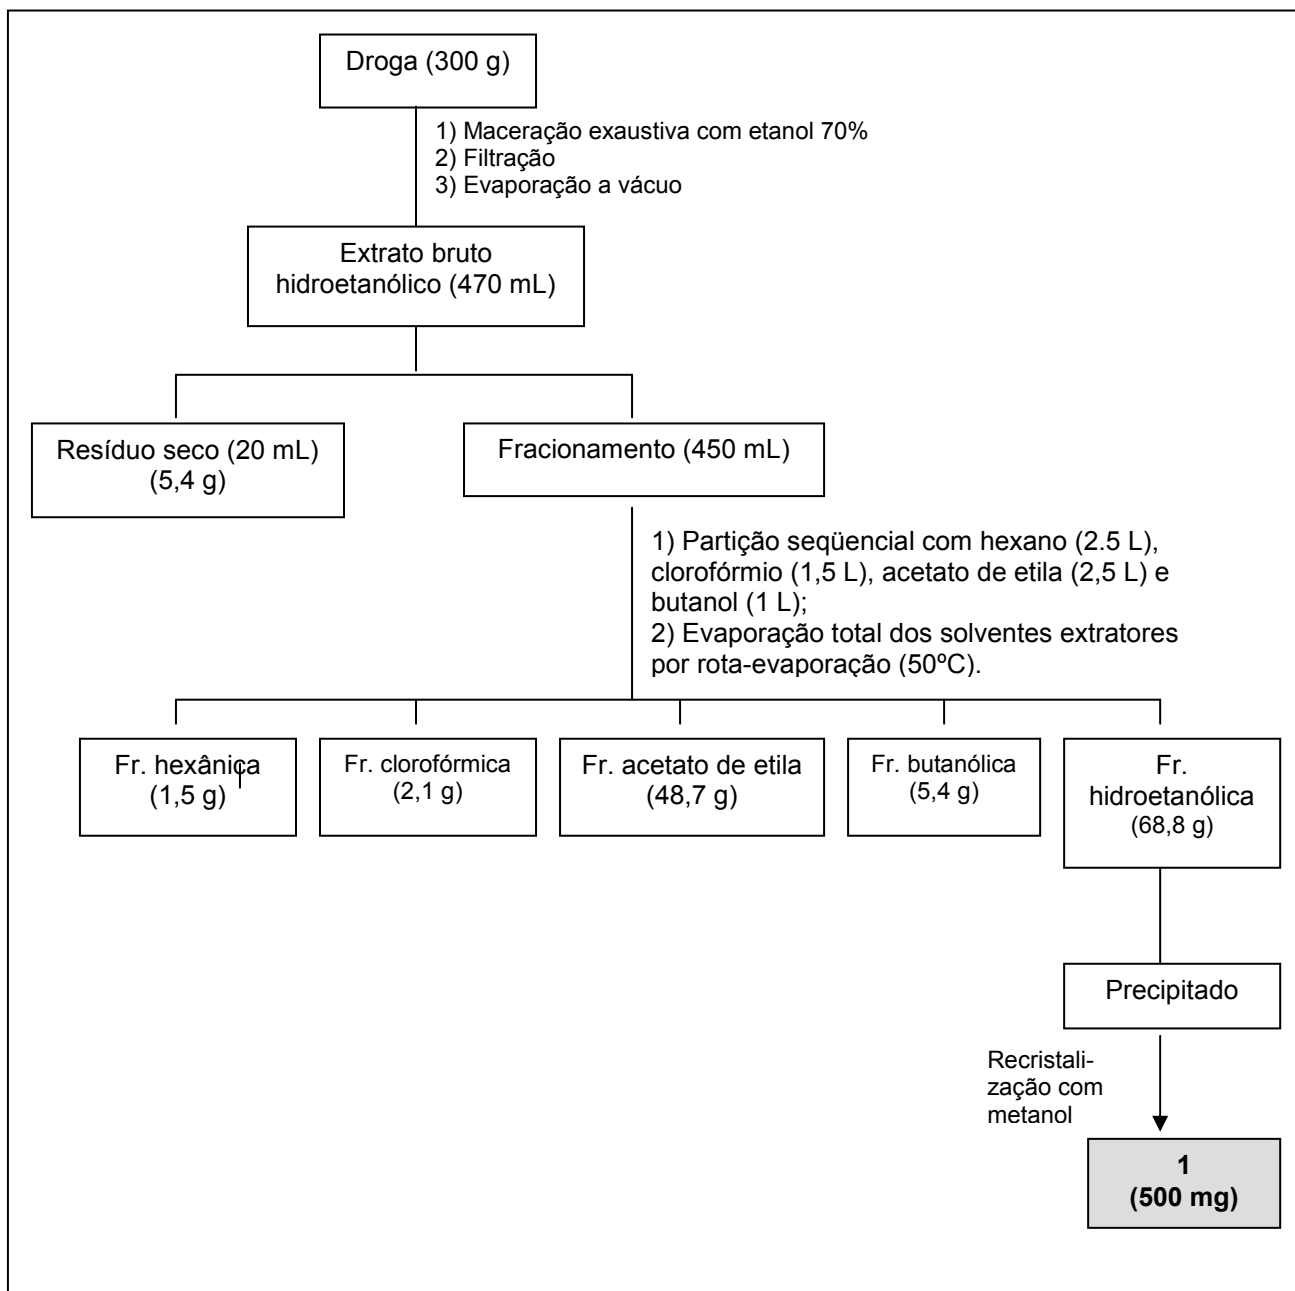 Droga (300 g)
1) Maceração exaustiva com etanol 70%
2) Filtração
3) Evaporação a vácuo
Extrato bruto
hidroetanólico (470 mL)
Resíduo seco (20 mL)
(5,4 g)
Fracionamento (450 mL)
1) Partição seqüencial com hexano (2.5 L),
clorofórmio (1,5 L), acetato de etila (2,5 L) e
butanol (1 L);
2) Evaporação total dos solventes extratores
por rota-evaporação (50ºC).
Fr. hexânica
(1,5 g)
Fr. clorofórmica
(2,1 g)
Fr. acetato de etila
(48,7 g)
Fr. butanólica
(5,4 g)
Fr.
hidroetanólica
(68,8 g)
Precipitado
Recristali-
zação com
metanol
1
(500 mg)